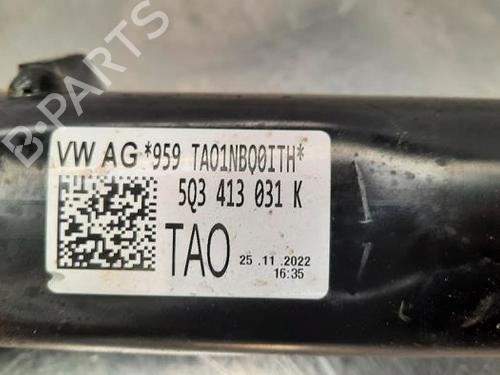 B-PARTS
VW AG *959 TAO1NBQ0ITH*
5Q3 413 031 K
TAO 25.11.2022
16:35